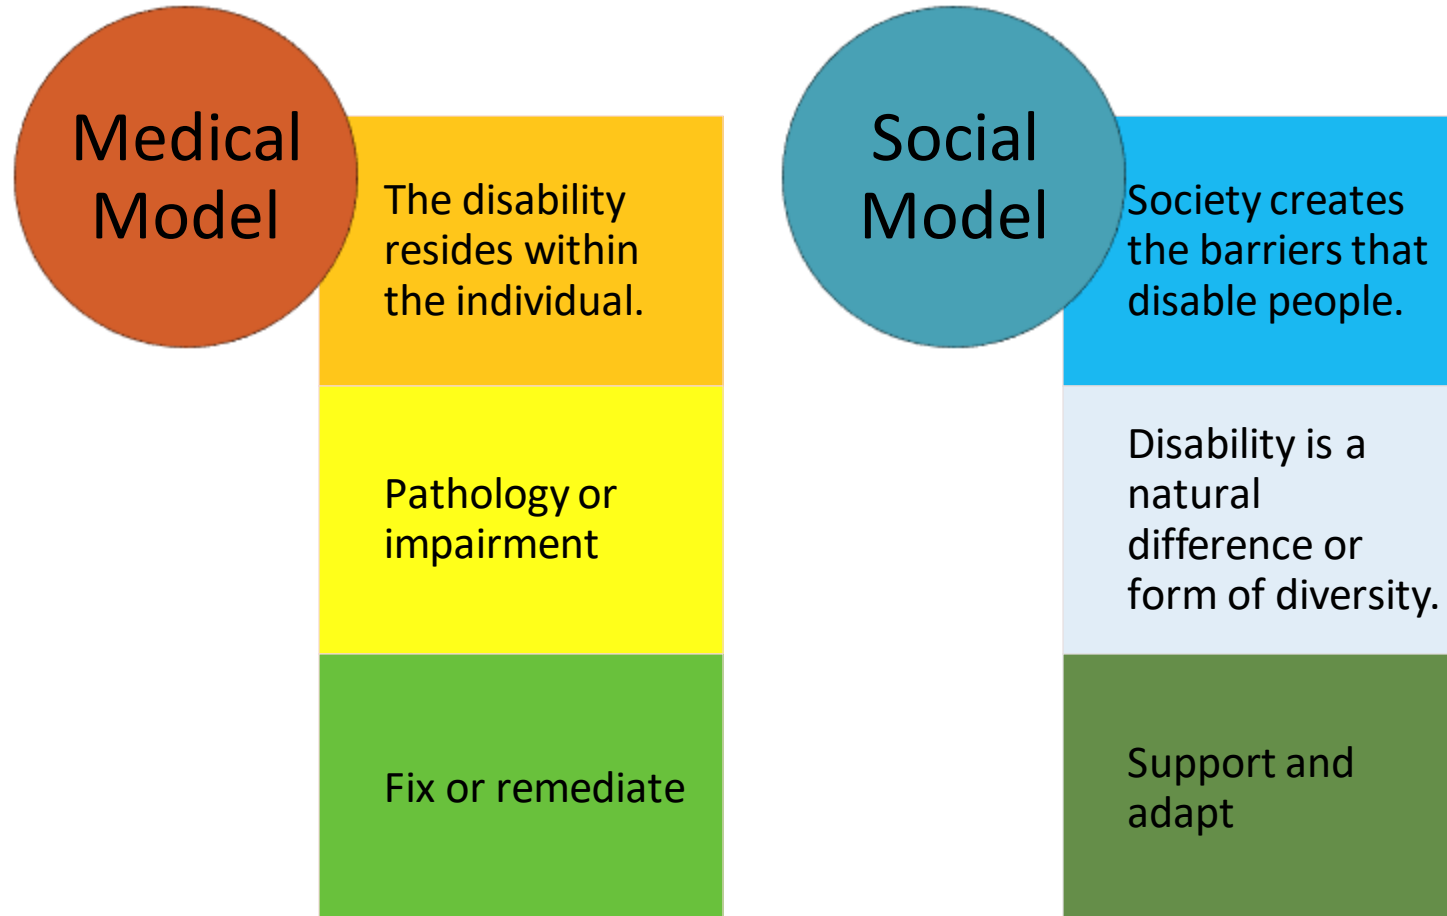 Medical
Model
The disability
resides within
the individual.
Pathology or
impairment
Fix or remediate
Social
Model
Society creates
the barriers that
disable people.
Disability is a
natural
difference or
form of diversity.
Support and
adapt